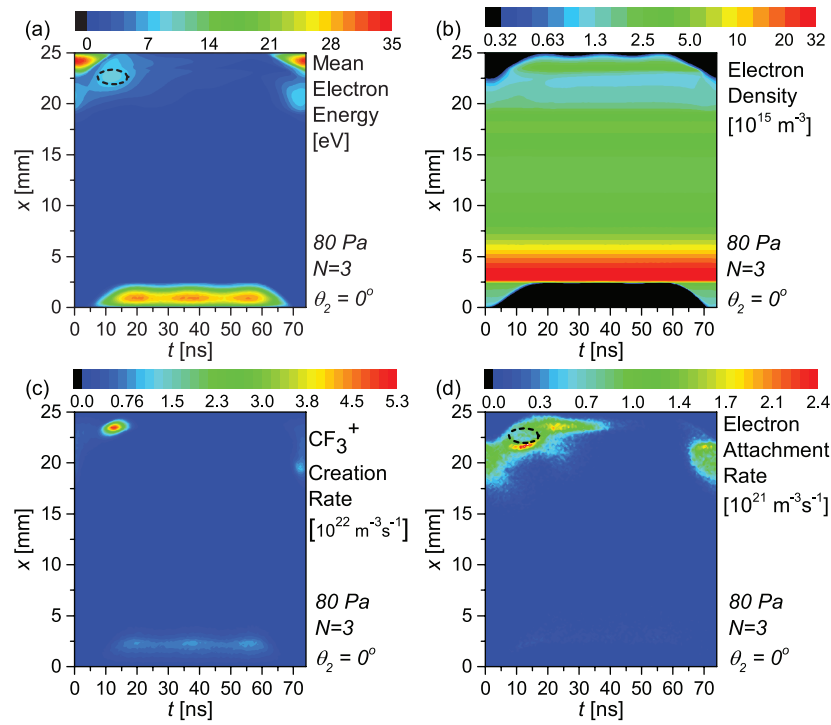 (a)
0 7 14 21 28 35
25
20
15
10
5
0
x [mm]
Mean
Electron
Energy
[eV]
80 Pa
N=3
θ₂ = 0°
0 10 20 30 40 50 60 70
t [ns]
(b)
0.32 0.63 1.3 2.5 5.0 10 20 32
25
20
15
10
5
0
x [mm]
Electron
Density
[10¹⁵ m⁻³]
80 Pa
N=3
θ₂ = 0°
0 10 20 30 40 50 60 70
t [ns]
(c)
0.0 0.76 1.5 2.3 3.0 3.8 4.5 5.3
25
20
15
10
5
0
x [mm]
CF₃⁺
Creation
Rate
[10²² m⁻³s⁻¹]
80 Pa
N=3
θ₂ = 0°
0 10 20 30 40 50 60 70
t [ns]
(d)
0.0 0.3 0.7 1.0 1.4 1.7 2.1 2.4
25
20
15
10
5
0
x [mm]
Electron
Attachment
Rate
[10²¹ m⁻³s⁻¹]
80 Pa
N=3
θ₂ = 0°
0 10 20 30 40 50 60 70
t [ns]